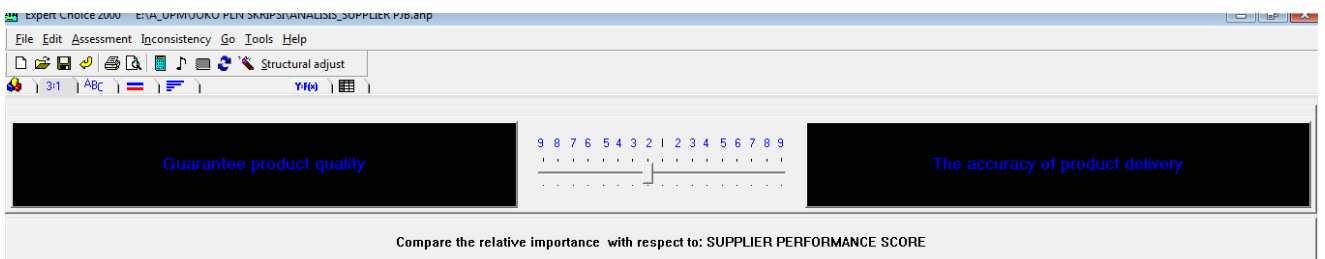 Expert Choice 2000 E:\A_UPM\JOKO PLN SKRIPSI\ANALISIS_SUPPLIER PJB.ahp
File Edit Assessment Inconsistency Go Tools Help
Structural adjust
3:1 ABC Y:F(x)
9 8 7 6 5 4 3 2 1 2 3 4 5 6 7 8 9
Guarantee product quality The accuracy of product delivery
Compare the relative importance with respect to: SUPPLIER PERFORMANCE SCORE